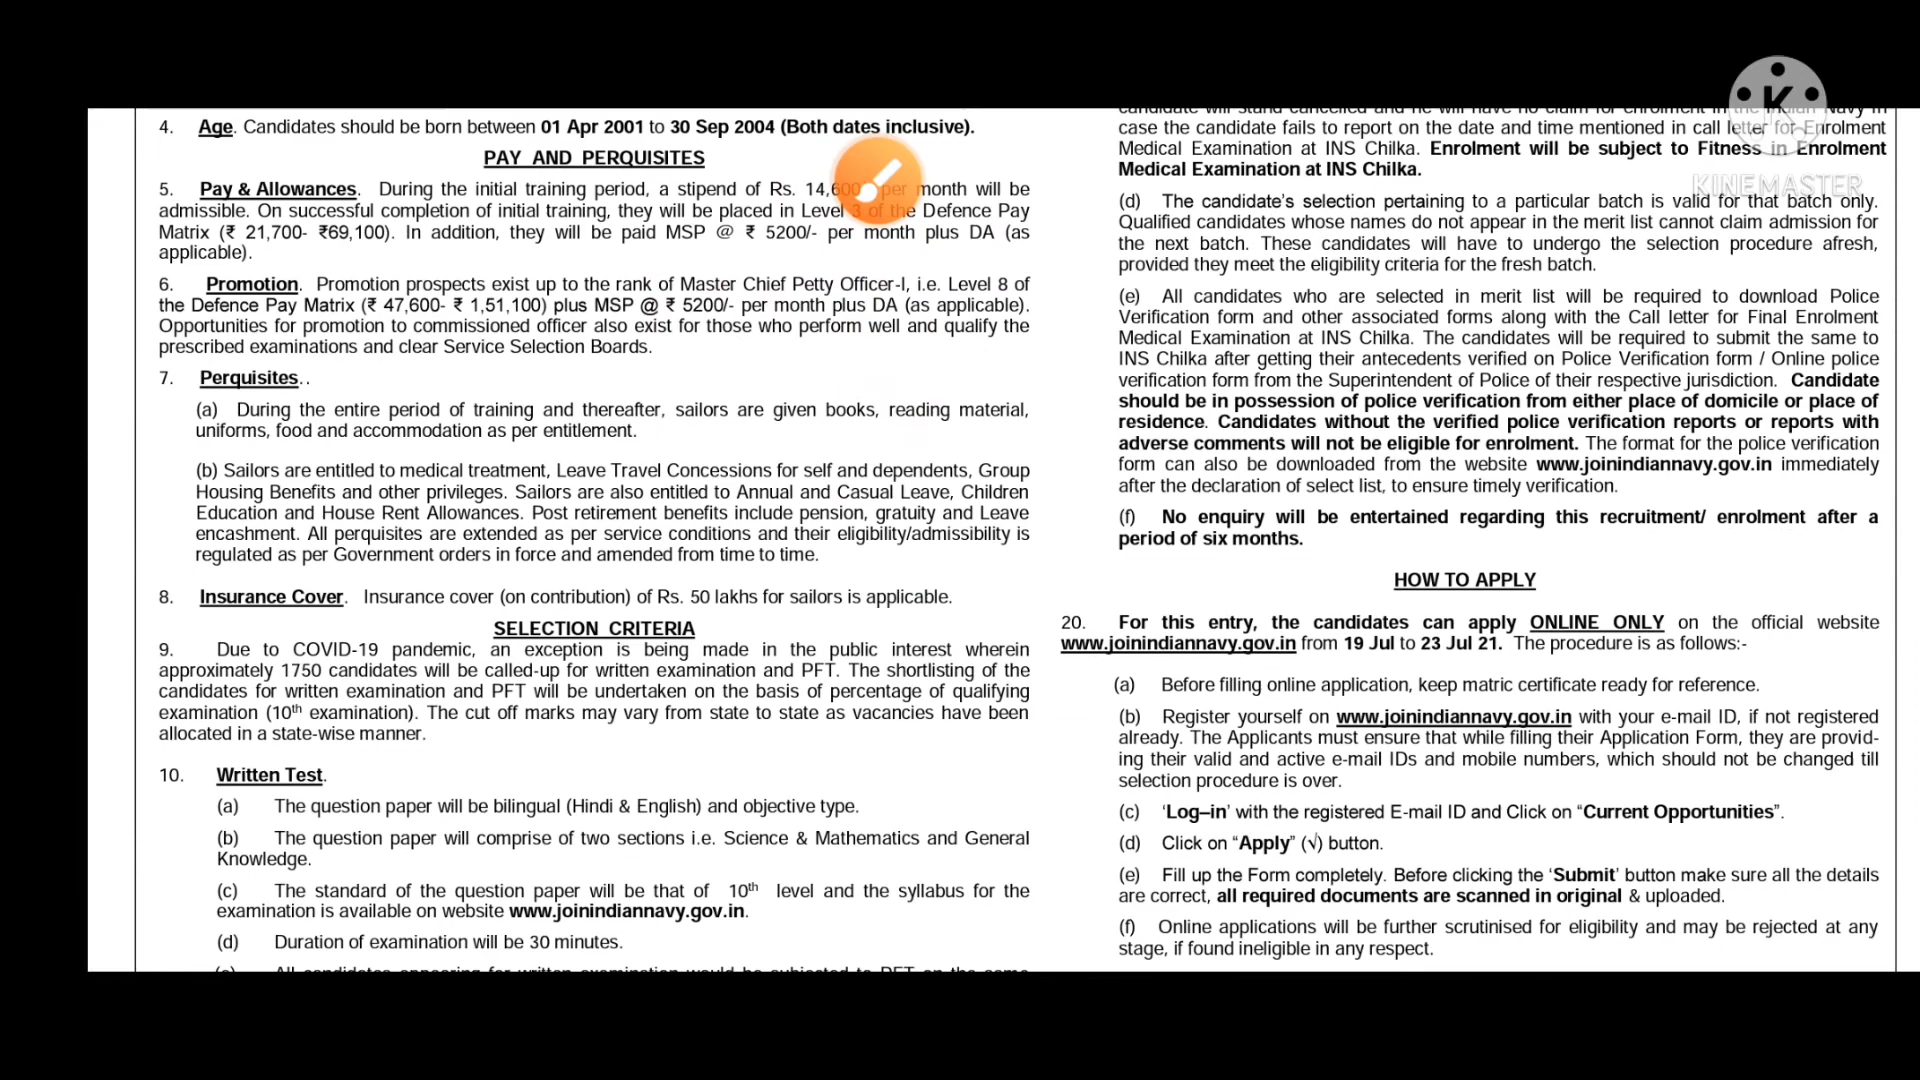 4. Age. Candidates should be born between 01 Apr 2001 to 30 Sep 2004 (Both dates inclusive).
PAY AND PERQUISITES
5. Pay & Allowances. During the initial training period, a stipend of Rs. 14,600 per month will be
admissible. On successful completion of initial training, they will be placed in Level 3 of the Defence Pay
Matrix (₹ 21,700- ₹69,100). In addition, they will be paid MSP @ ₹ 5200/- per month plus DA (as
applicable).
6. Promotion. Promotion prospects exist up to the rank of Master Chief Petty Officer-I, i.e. Level 8 of
the Defence Pay Matrix (₹ 47,600- ₹ 1,51,100) plus MSP @ ₹ 5200/- per month plus DA (as applicable).
Opportunities for promotion to commissioned officer also exist for those who perform well and qualify the
prescribed examinations and clear Service Selection Boards.
7. Perquisites..
(a) During the entire period of training and thereafter, sailors are given books, reading material,
uniforms, food and accommodation as per entitlement.
(b) Sailors are entitled to medical treatment, Leave Travel Concessions for self and dependents, Group
Housing Benefits and other privileges. Sailors are also entitled to Annual and Casual Leave, Children
Education and House Rent Allowances. Post retirement benefits include pension, gratuity and Leave
encashment. All perquisites are extended as per service conditions and their eligibility/admissibility is
regulated as per Government orders in force and amended from time to time.
8. Insurance Cover. Insurance cover (on contribution) of Rs. 50 lakhs for sailors is applicable.
SELECTION CRITERIA
9. Due to COVID-19 pandemic, an exception is being made in the public interest wherein
approximately 1750 candidates will be called-up for written examination and PFT. The shortlisting of the
candidates for written examination and PFT will be undertaken on the basis of percentage of qualifying
examination (10th examination). The cut off marks may vary from state to state as vacancies have been
allocated in a state-wise manner.
10. Written Test.
(a) The question paper will be bilingual (Hindi & English) and objective type.
(b) The question paper will comprise of two sections i.e. Science & Mathematics and General
Knowledge.
(c) The standard of the question paper will be that of 10th level and the syllabus for the
examination is available on website www.joinindiannavy.gov.in.
(d) Duration of examination will be 30 minutes.
(e) All candidates appearing for written examination would be subjected to PFT on the same
candidate will stand cancelled and he will have no claim for enrolment in the Indian Navy in
case the candidate fails to report on the date and time mentioned in call letter for Enrolment
Medical Examination at INS Chilka. Enrolment will be subject to Fitness in Enrolment
Medical Examination at INS Chilka.
(d) The candidate's selection pertaining to a particular batch is valid for that batch only.
Qualified candidates whose names do not appear in the merit list cannot claim admission for
the next batch. These candidates will have to undergo the selection procedure afresh,
provided they meet the eligibility criteria for the fresh batch.
(e) All candidates who are selected in merit list will be required to download Police
Verification form and other associated forms along with the Call letter for Final Enrolment
Medical Examination at INS Chilka. The candidates will be required to submit the same to
INS Chilka after getting their antecedents verified on Police Verification form / Online police
verification form from the Superintendent of Police of their respective jurisdiction. Candidate
should be in possession of police verification from either place of domicile or place of
residence. Candidates without the verified police verification reports or reports with
adverse comments will not be eligible for enrolment. The format for the police verification
form can also be downloaded from the website www.joinindiannavy.gov.in immediately
after the declaration of select list, to ensure timely verification.
(f) No enquiry will be entertained regarding this recruitment/ enrolment after a
period of six months.
HOW TO APPLY
20. For this entry, the candidates can apply ONLINE ONLY on the official website
www.joinindiannavy.gov.in from 19 Jul to 23 Jul 21. The procedure is as follows:-
(a) Before filling online application, keep matric certificate ready for reference.
(b) Register yourself on www.joinindiannavy.gov.in with your e-mail ID, if not registered
already. The Applicants must ensure that while filling their Application Form, they are provid-
ing their valid and active e-mail IDs and mobile numbers, which should not be changed till
selection procedure is over.
(c) ‘Log–in’ with the registered E-mail ID and Click on “Current Opportunities”.
(d) Click on “Apply” (√) button.
(e) Fill up the Form completely. Before clicking the ‘Submit’ button make sure all the details
are correct, all required documents are scanned in original & uploaded.
(f) Online applications will be further scrutinised for eligibility and may be rejected at any
stage, if found ineligible in any respect.
K
KINEMASTER